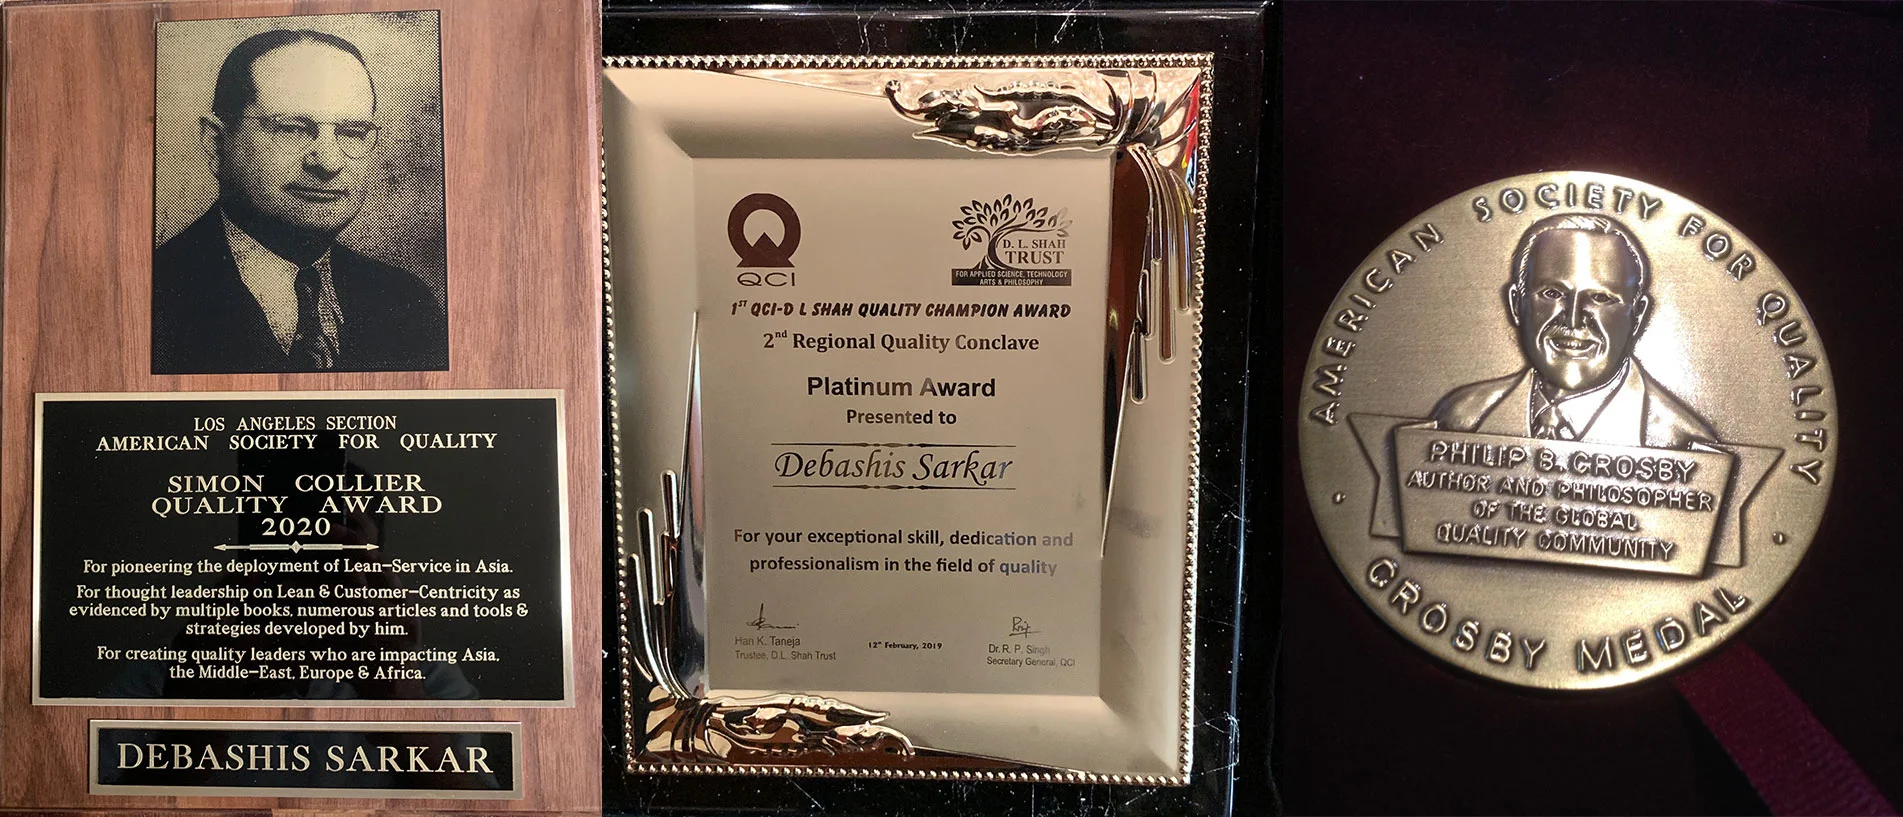 LOS ANGELES SECTION
AMERICAN SOCIETY FOR QUALITY
SIMON COLLIER
QUALITY AWARD
2020
For pioneering the deployment of Lean-Service in Asia.
For thought leadership on Lean & Customer-Centricity as
evidenced by multiple books, numerous articles and tools &
strategies developed by him.
For creating quality leaders who are impacting Asia,
the Middle-East, Europe & Africa.
DEBASHIS SARKAR
QCI
D. L. SHAH
TRUST
FOR APPLIED SCIENCE, TECHNOLOGY
ARTS & PHILOSOPHY
1ST QCI-D L SHAH QUALITY CHAMPION AWARD
2nd Regional Quality Conclave
Platinum Award
Presented to
Debashis Sarkar
For your exceptional skill, dedication and
professionalism in the field of quality
Hari K. Taneja
Trustee, D.L. Shah Trust
12th February, 2019
Dr. R. P. Singh
Secretary General, QCI
AMERICAN SOCIETY FOR QUALITY
PHILIP B. CROSBY
AUTHOR AND PHILOSOPHER
OF THE GLOBAL
QUALITY COMMUNITY
CROSBY MEDAL